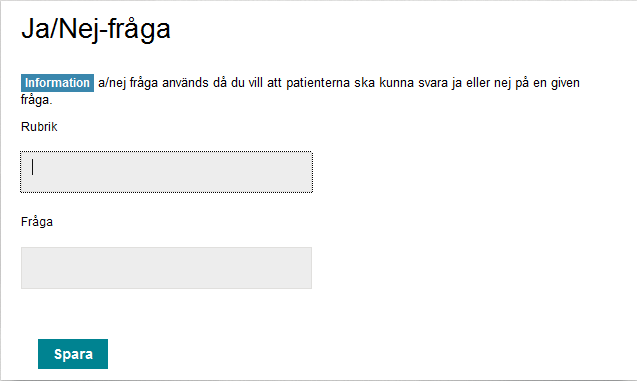 Ja/Nej-fråga
Information a/nej fråga används då du vill att patienterna ska kunna svara ja eller nej på en given
fråga.
Rubrik
Fråga
Spara